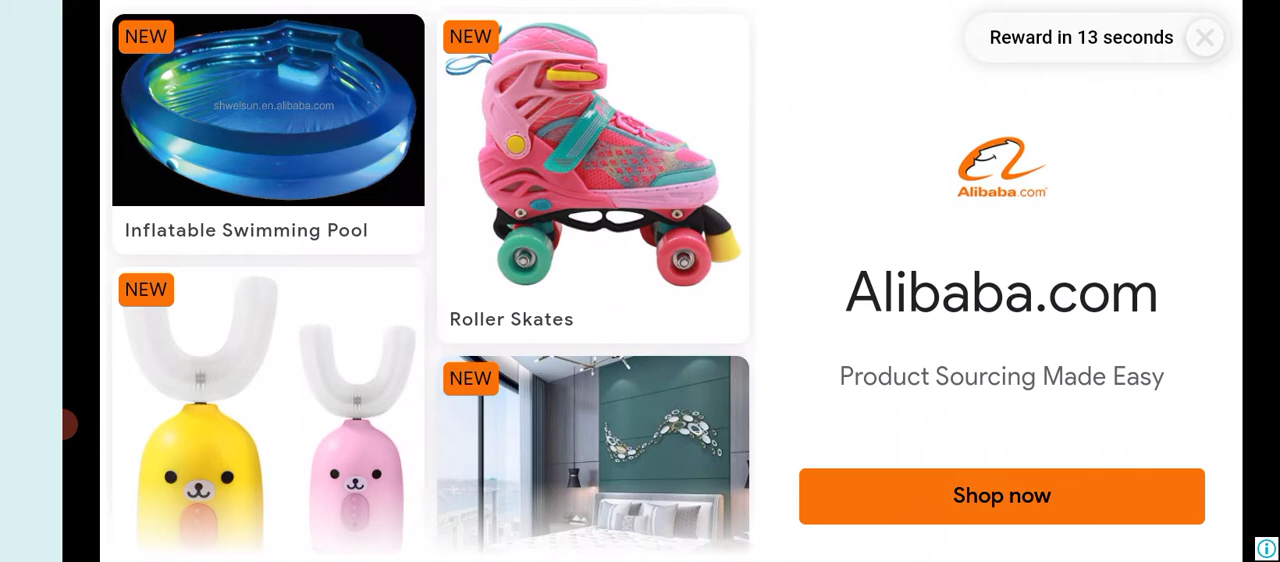 NEW
shweisun.en.alibaba.com
Inflatable Swimming Pool
NEW
NEW
Roller Skates
NEW
Reward in 13 seconds
Alibaba.com
Alibaba.com
Product Sourcing Made Easy
Shop now